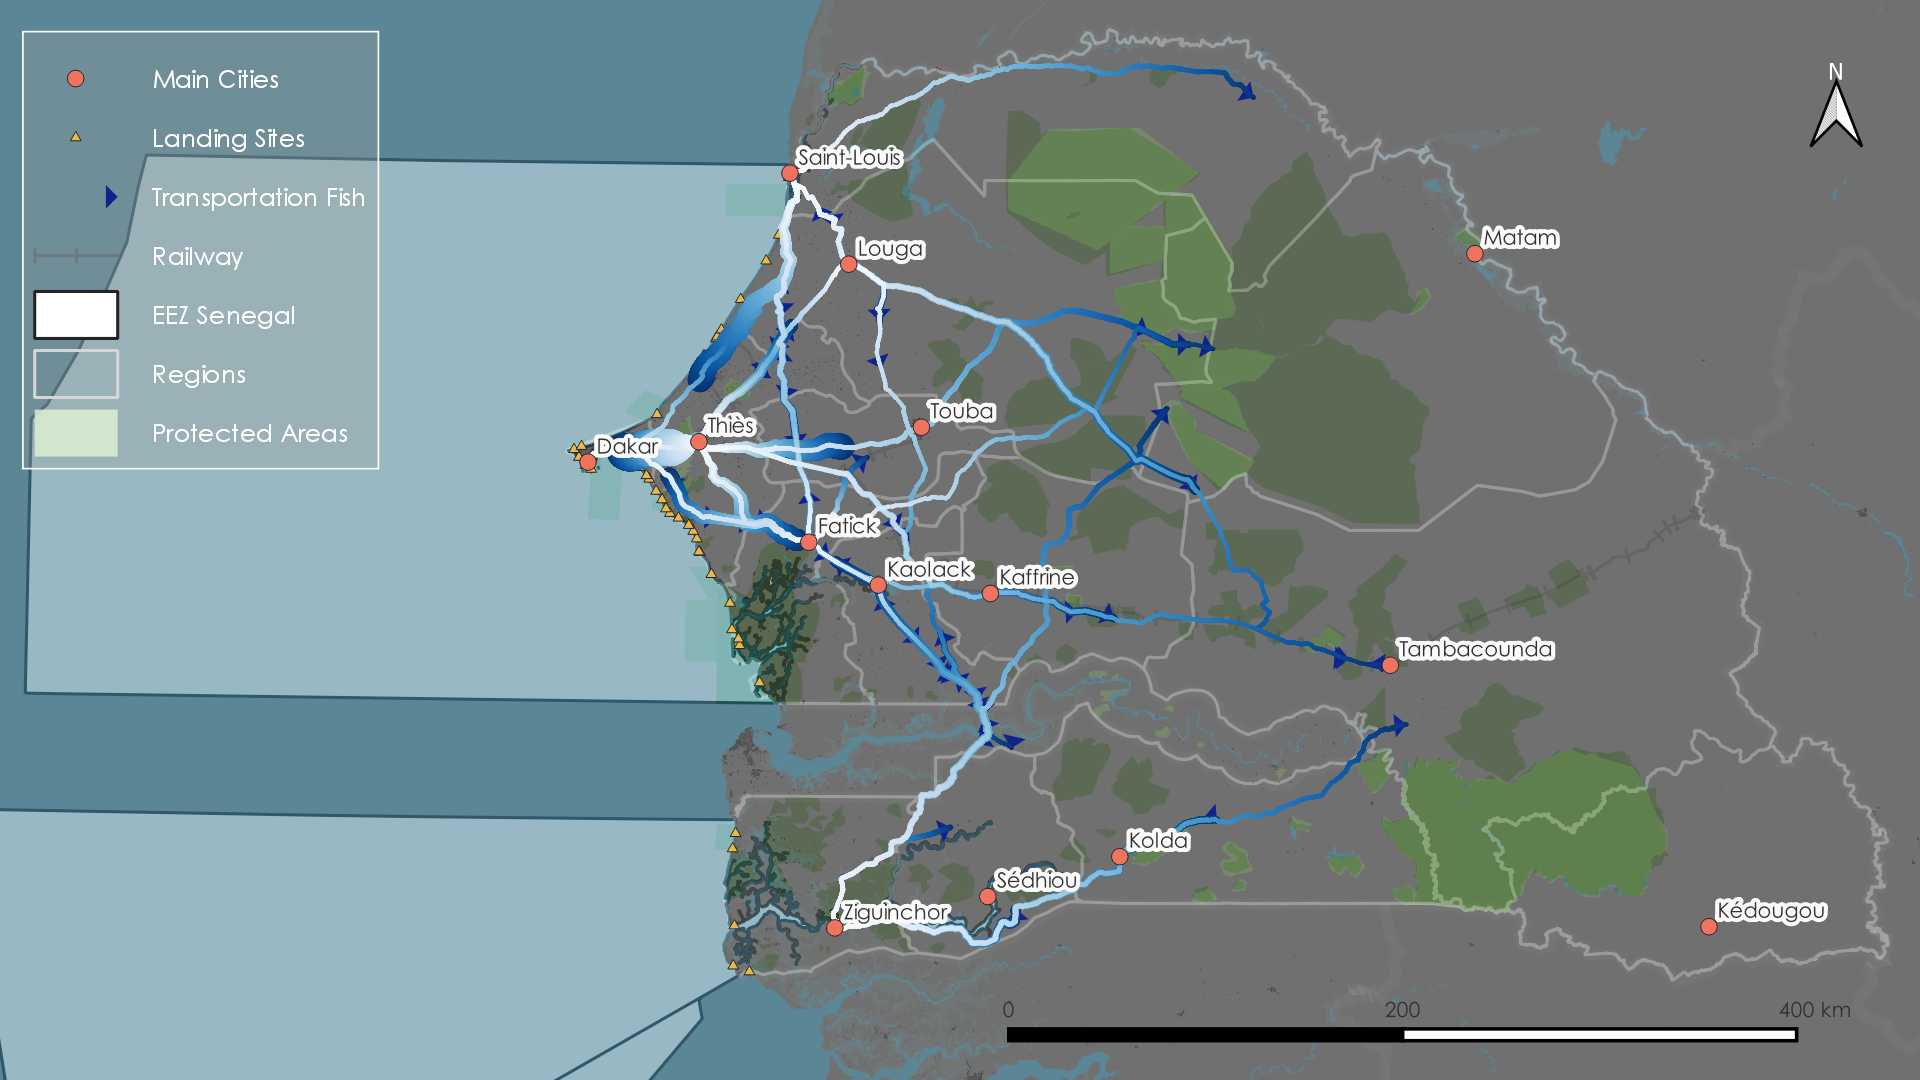 Main Cities
Landing Sites
Transportation Fish
Railway
EEZ Senegal
Regions
Protected Areas
N
Saint-Louis
Louga
Matam
Touba
Thiès
Dakar
Fatick
Kaolack
Kaffrine
Tambacounda
Kolda
Sédhiou
Ziguinchor
Kédougou
0 200 400 km